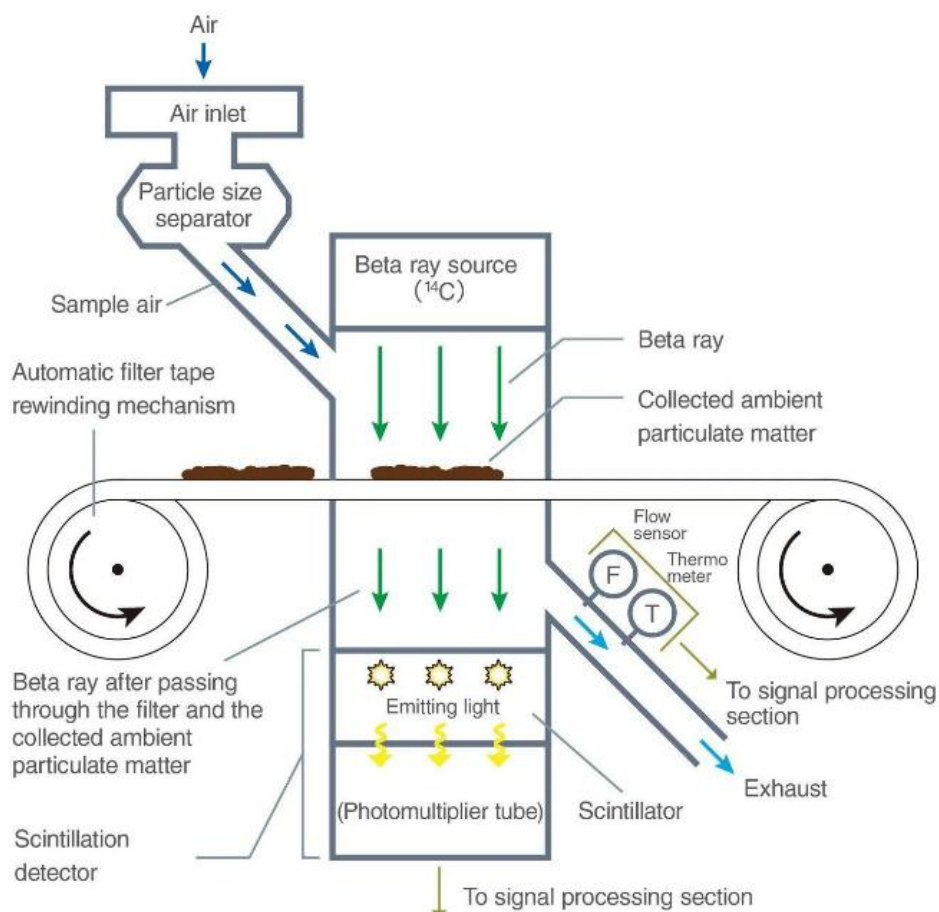 Air
Air inlet
Particle size
separator
Sample air
Beta ray source
(¹⁴C)
Beta ray
Automatic filter tape
rewinding mechanism
Collected ambient
particulate matter
Flow
sensor
Thermo
meter
F
T
Beta ray after passing
through the filter and the
collected ambient
particulate matter
Emitting light
To signal processing
section
Exhaust
(Photomultiplier tube)
Scintillator
Scintillation
detector
To signal processing section